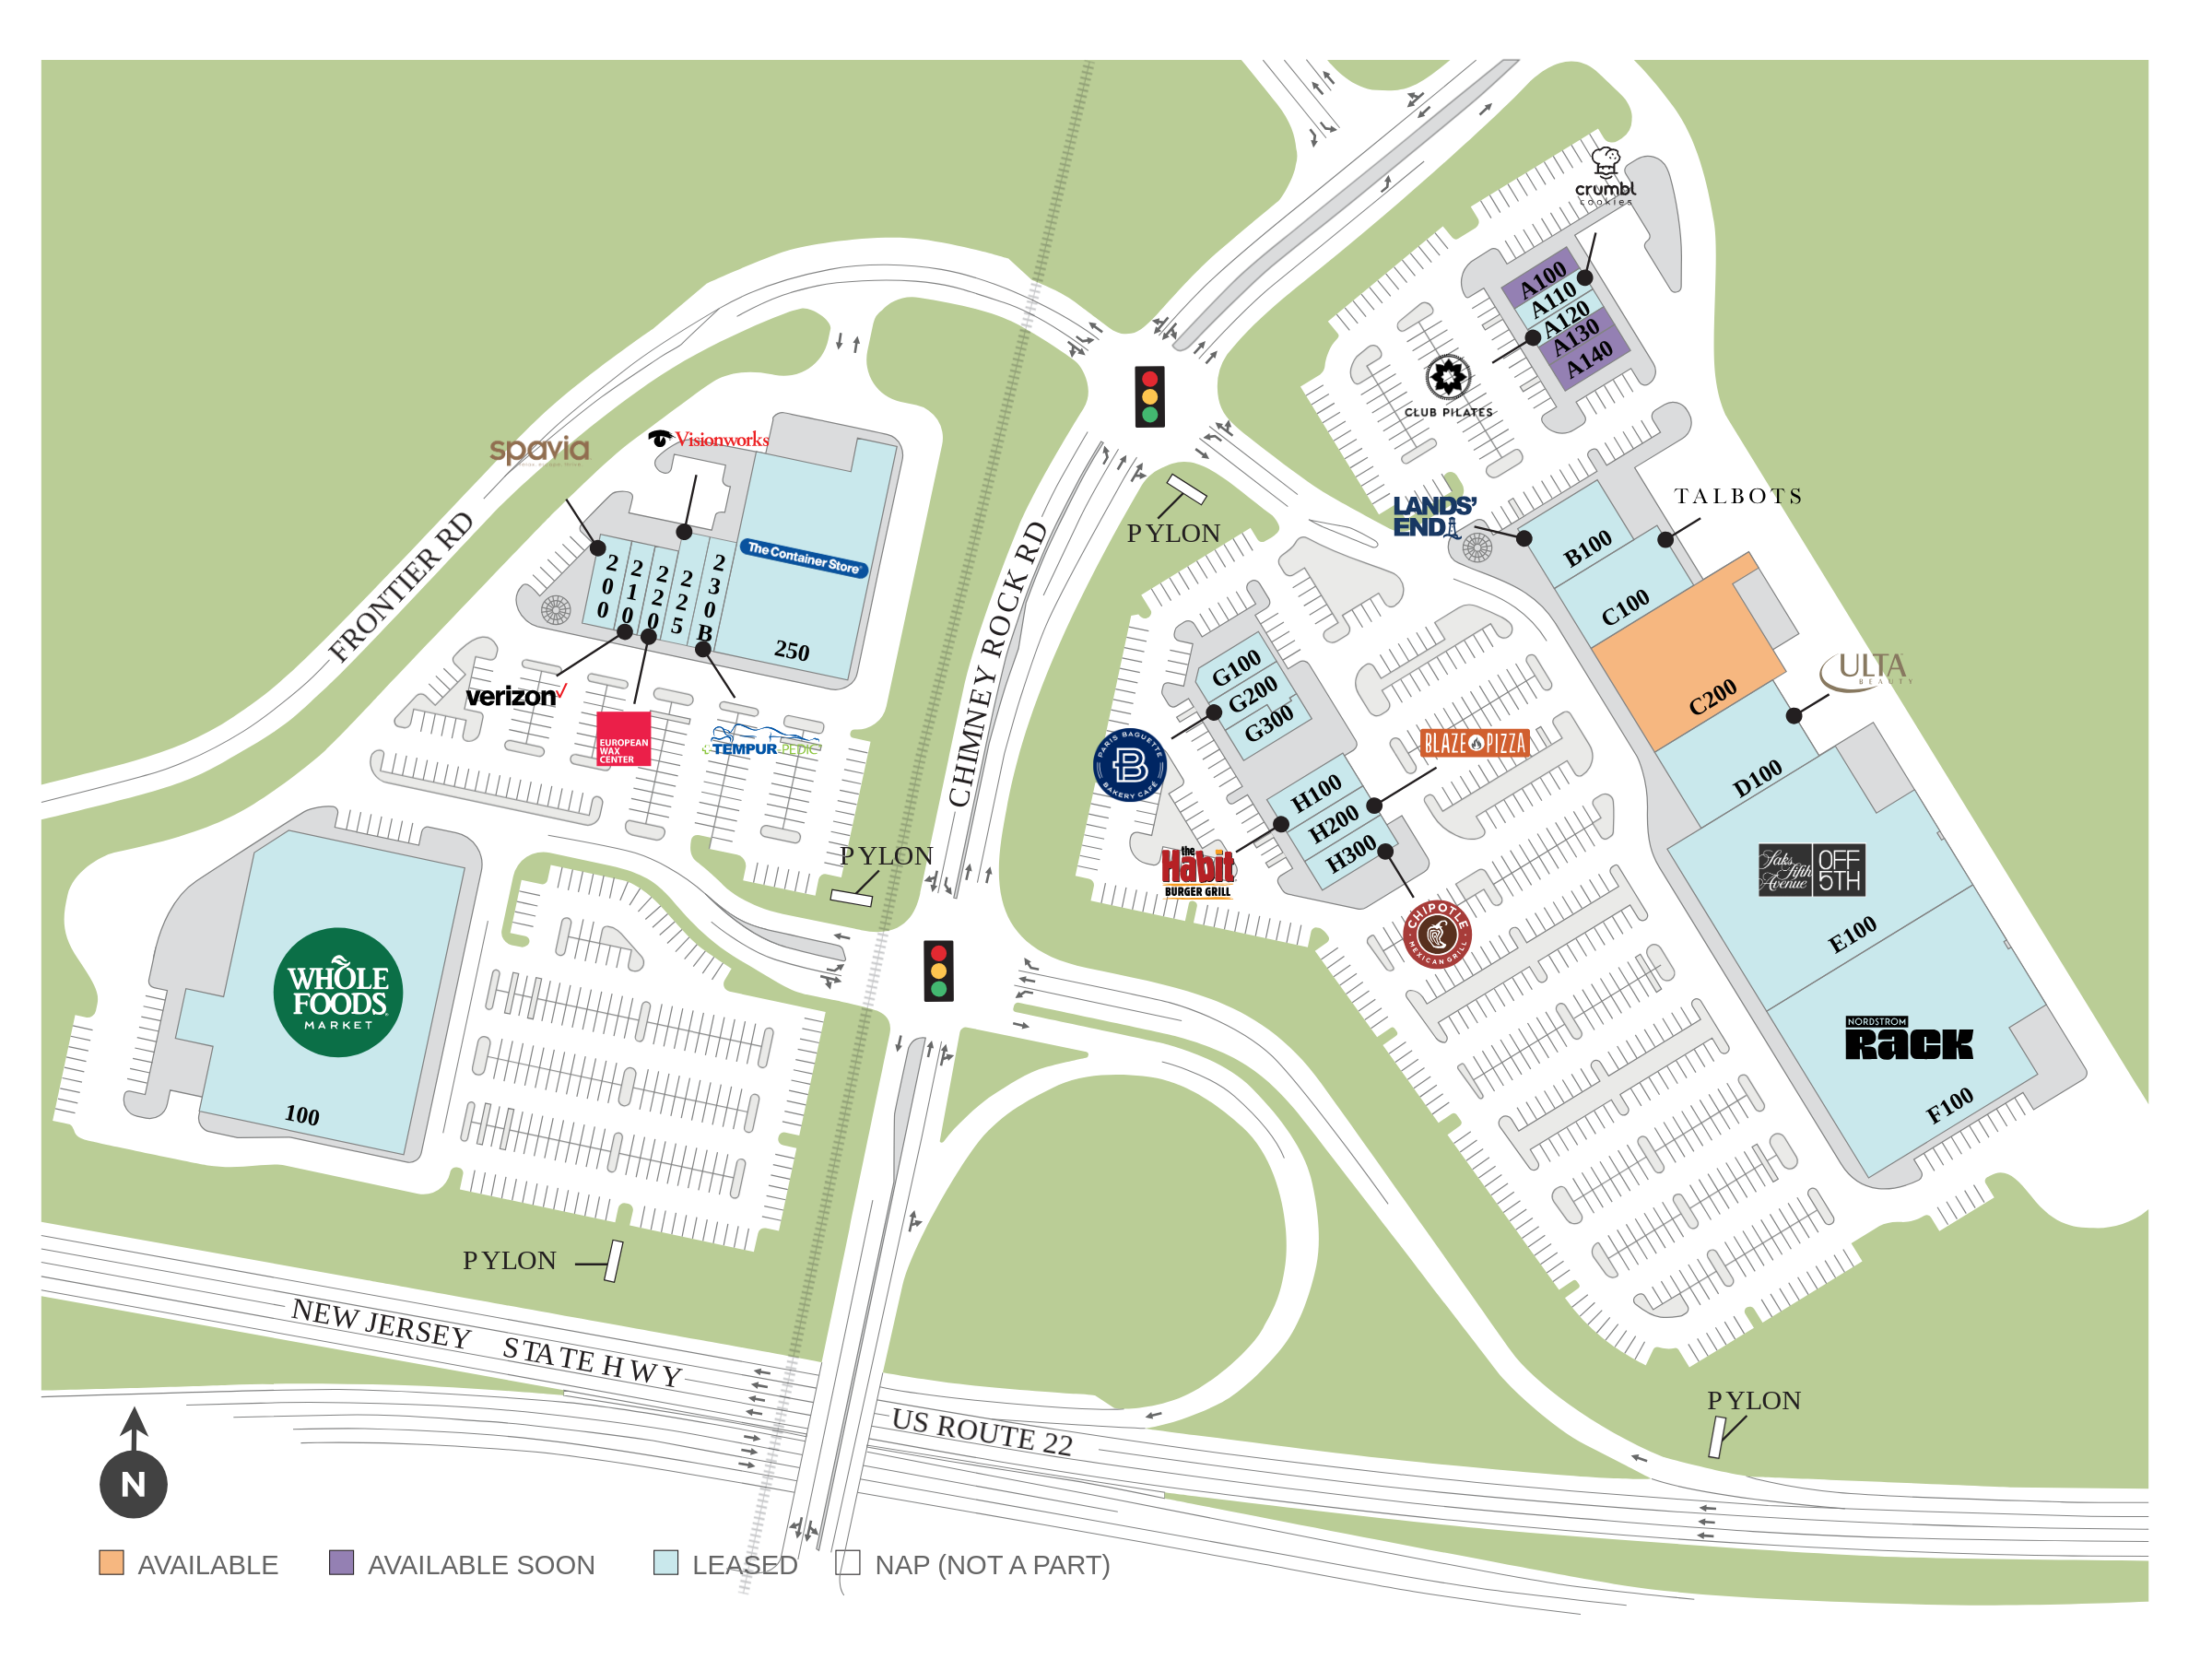 crumbl
cookies
A100
A110
A120
A130
A140
CLUB PILATES
spavia
Visionworks
The Container Store
200
210
220
225
230B
250
verizon
EUROPEAN
WAX
CENTER
TEMPUR-PEDIC
FRONTIER RD
CHIMNEY ROCK RD
PYLON
LANDS'
END
TALBOTS
B100
C100
C200
ULTA
BEAUTY
D100
G100
G200
G300
PARIS BAGUETTE
B
BAKERY CAFÉ
BLAZE PIZZA
H100
H200
H300
the
Habit
BURGER GRILL
CHIPOTLE
MEXICAN GRILL
Saks
fifth
Avenue
OFF
5TH
E100
NORDSTROM
RACK
F100
PYLON
WHOLE
FOODS
MARKET
100
PYLON
NEW JERSEY STATE HWY
US ROUTE 22
PYLON
N
AVAILABLE
AVAILABLE SOON
LEASED
NAP (NOT A PART)